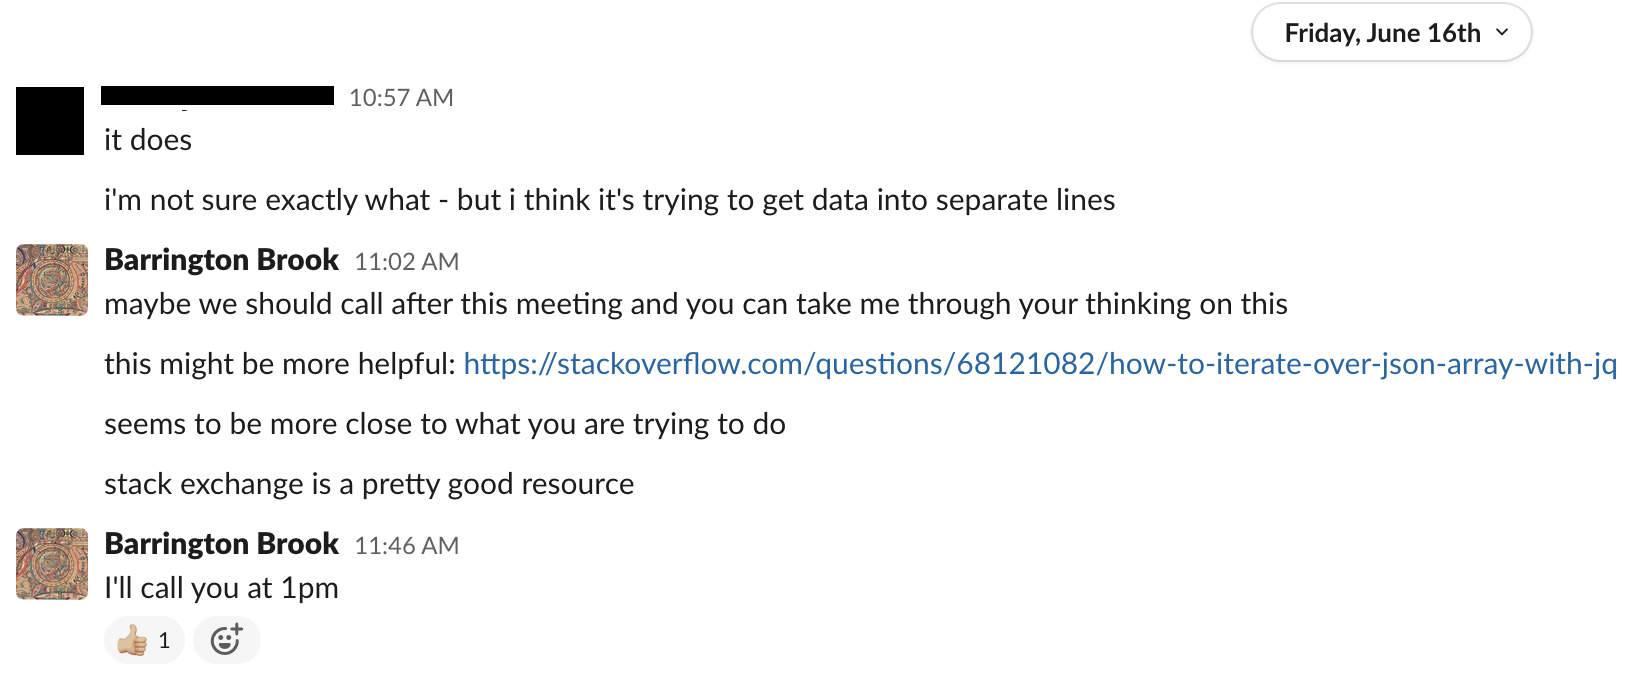 Friday, June 16th
10:57 AM
it does
i'm not sure exactly what - but i think it's trying to get data into separate lines
Barrington Brook 11:02 AM
maybe we should call after this meeting and you can take me through your thinking on this
this might be more helpful: https://stackoverflow.com/questions/68121082/how-to-iterate-over-json-array-with-jq
seems to be more close to what you are trying to do
stack exchange is a pretty good resource
Barrington Brook 11:46 AM
I'll call you at 1pm
1